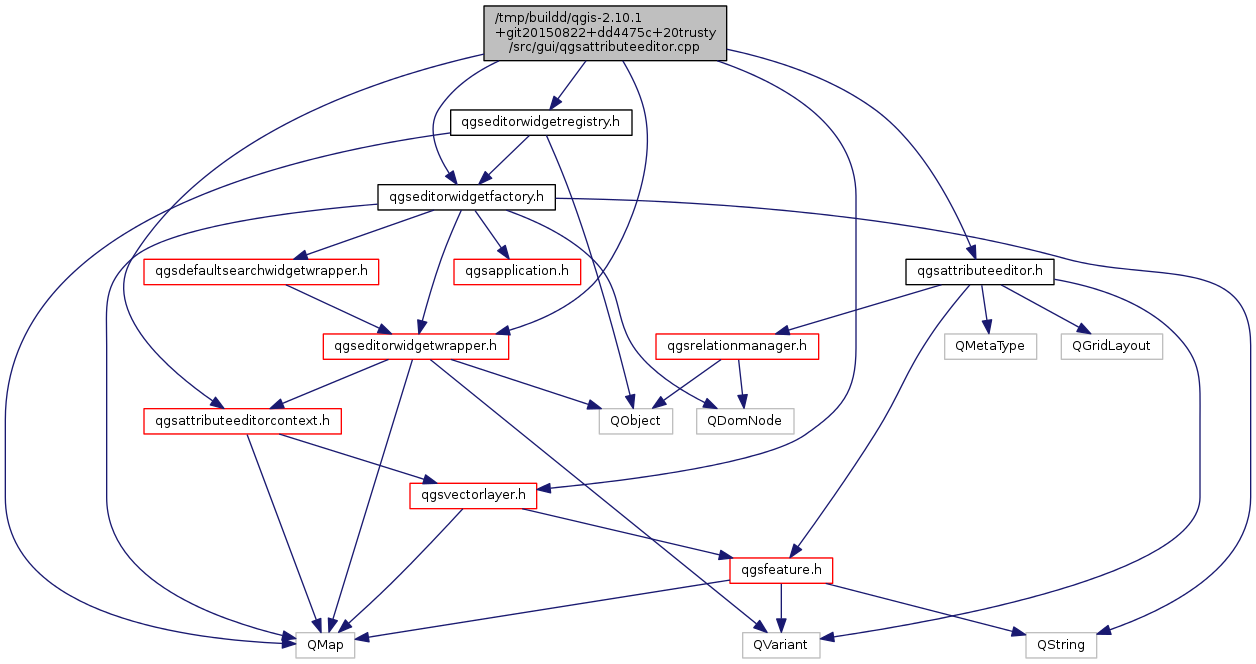 /tmp/buildd/qgis-2.10.1
+git20150822+dd4475c+20trusty
/src/gui/qgsattributeeditor.cpp
qgseditorwidgetregistry.h
qgseditorwidgetfactory.h
qgsdefaultsearchwidgetwrapper.h
qgsapplication.h
qgsattributeeditor.h
qgseditorwidgetwrapper.h
qgsrelationmanager.h
QMetaType
QGridLayout
qgsattributeeditorcontext.h
QObject
QDomNode
qgsvectorlayer.h
qgsfeature.h
QMap
QVariant
QString